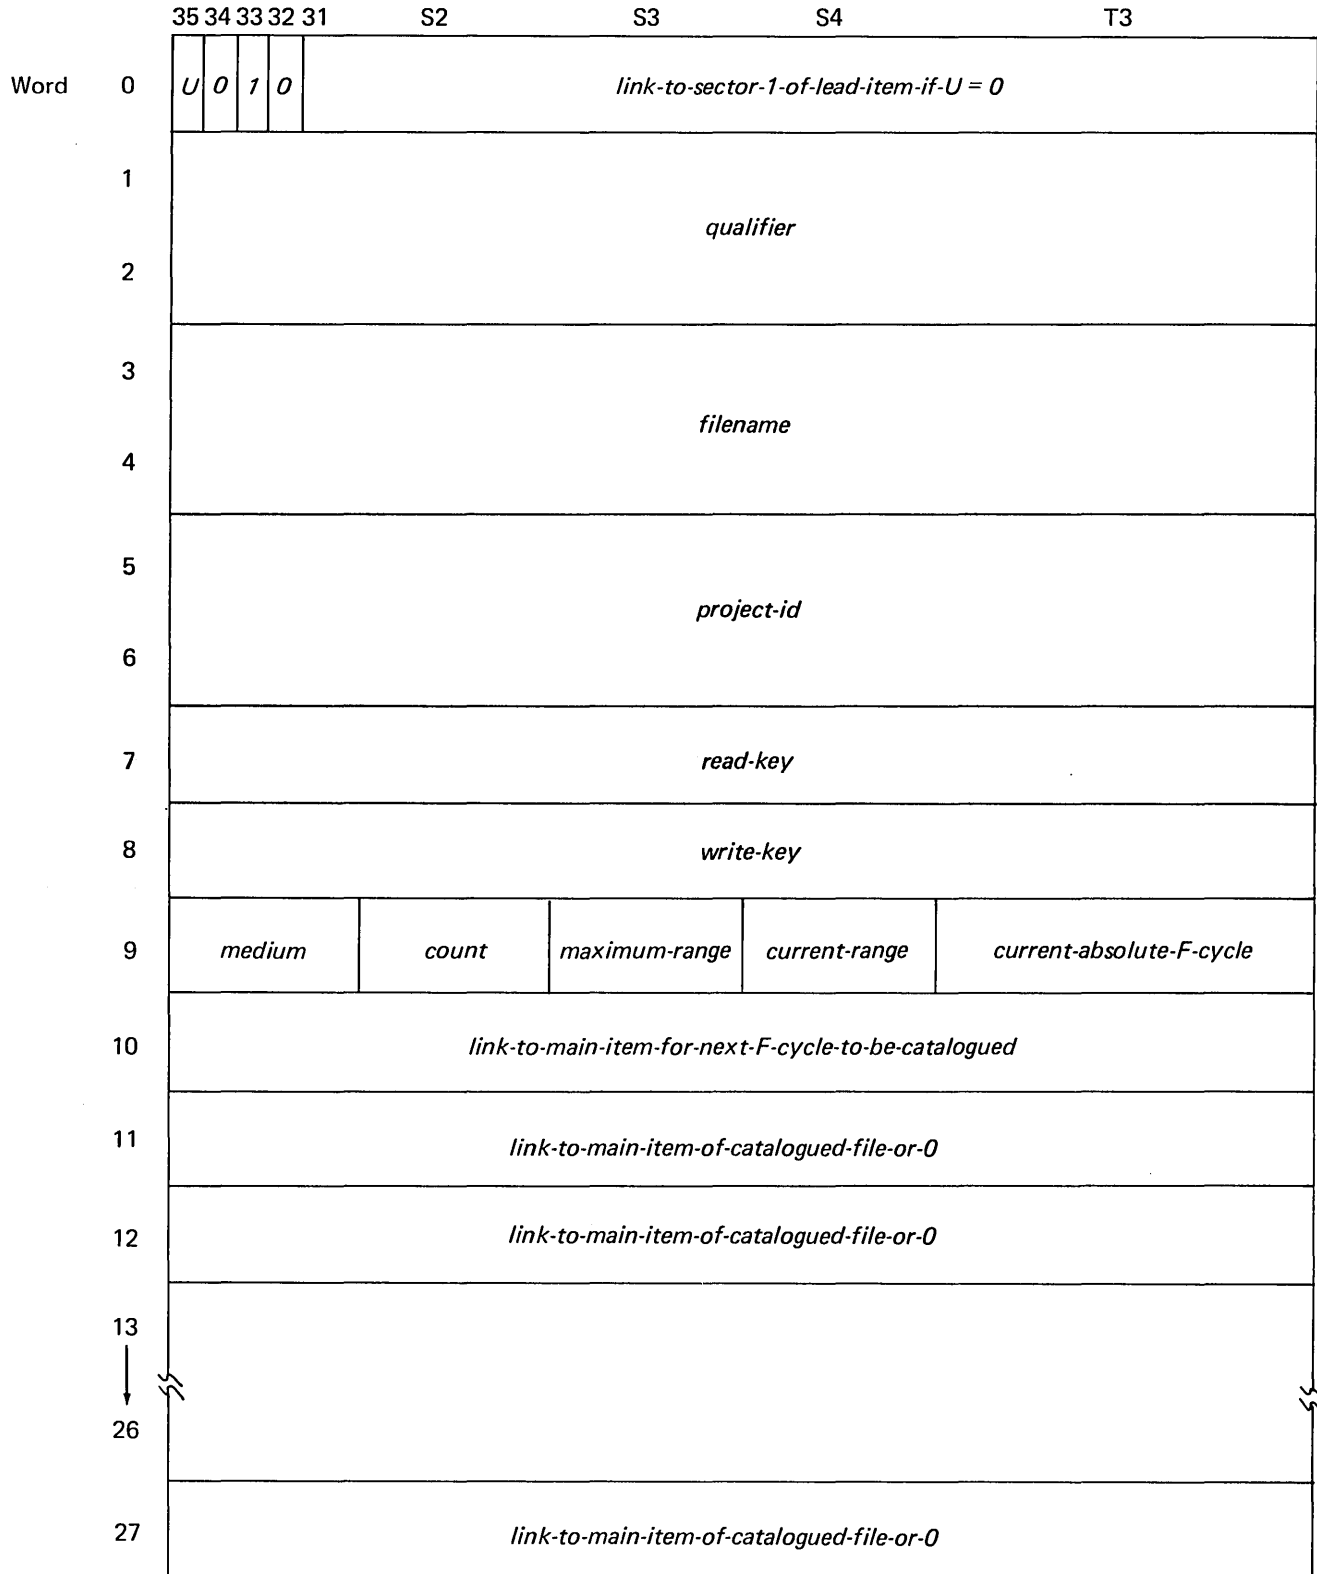 35 34 33 32 31 S2 S3 S4 T3
Word 0 U 0 1 0 link-to-sector-1-of-lead-item-if-U = 0
1
qualifier
2
3
filename
4
5
project-id
6
7 read-key
8 write-key
9 medium count maximum-range current-range current-absolute-F-cycle
10 link-to-main-item-for-next-F-cycle-to-be-catalogued
11 link-to-main-item-of-catalogued-file-or-0
12 link-to-main-item-of-catalogued-file-or-0
13
26
27 link-to-main-item-of-catalogued-file-or-0